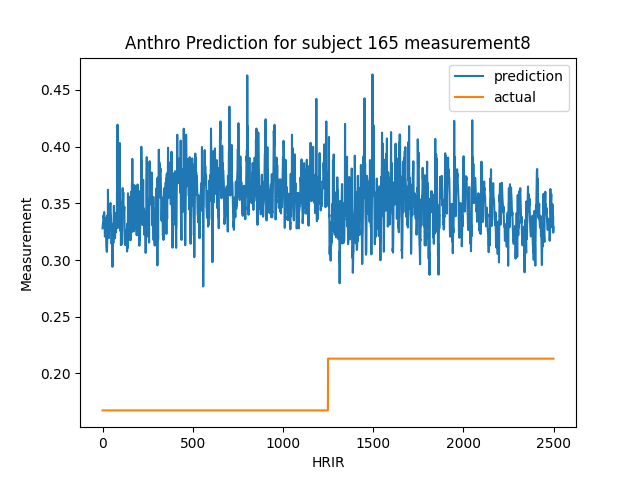 Anthro Prediction for subject 165 measurement8
prediction
actual
0.45
0.40
0.35
0.30
0.25
0.20
Measurement
0
500
1000
1500
2000
2500
HRIR